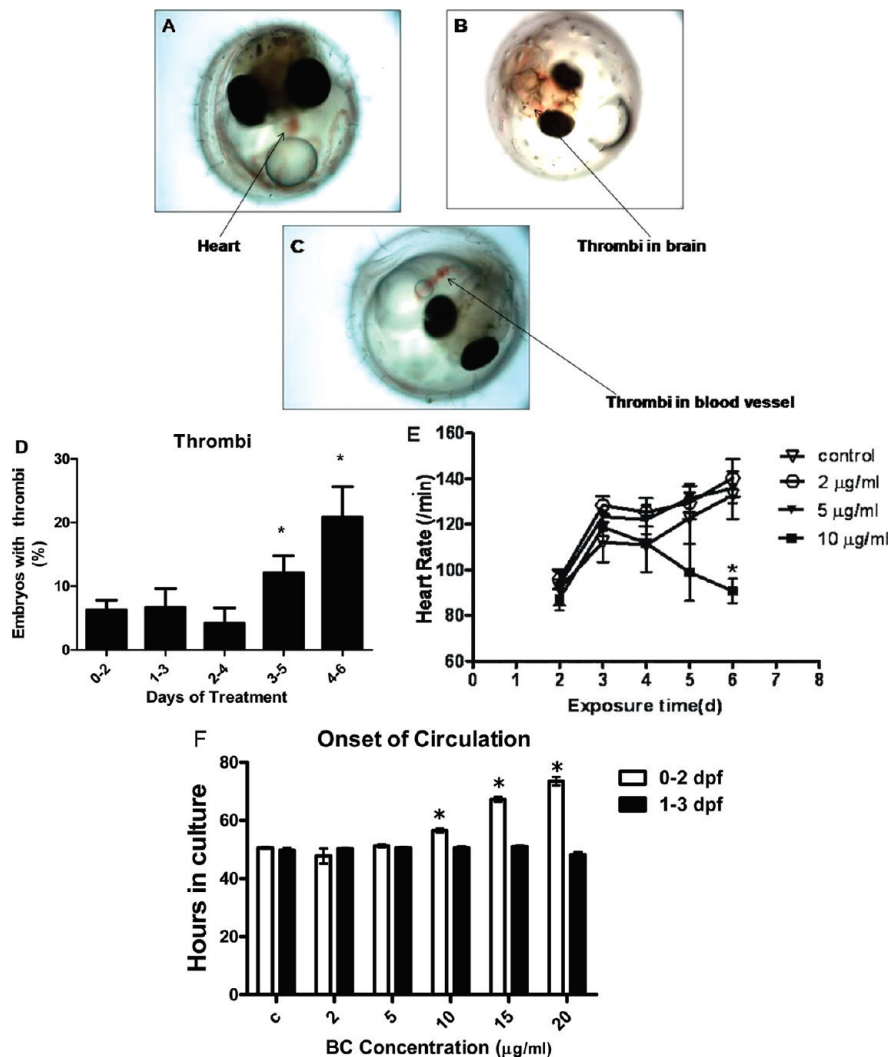 A
B
Heart
Thrombi in brain
C
Thrombi in blood vessel
D
Thrombi
Embryos with thrombi
(%)
30
20
10
0
*
*
0-2
1-3
2-4
3-5
4-6
Days of Treatment
E
Heart Rate (/min)
160
140
120
100
80
60
*
0 1 2 3 4 5 6 7 8
Exposure time(d)
control
2 µg/ml
5 µg/ml
10 µg/ml
F
Onset of Circulation
Hours in culture
80
60
40
20
0
* * *
0-2 dpf
1-3 dpf
c 2 5 10 15 20
BC Concentration (µg/ml)